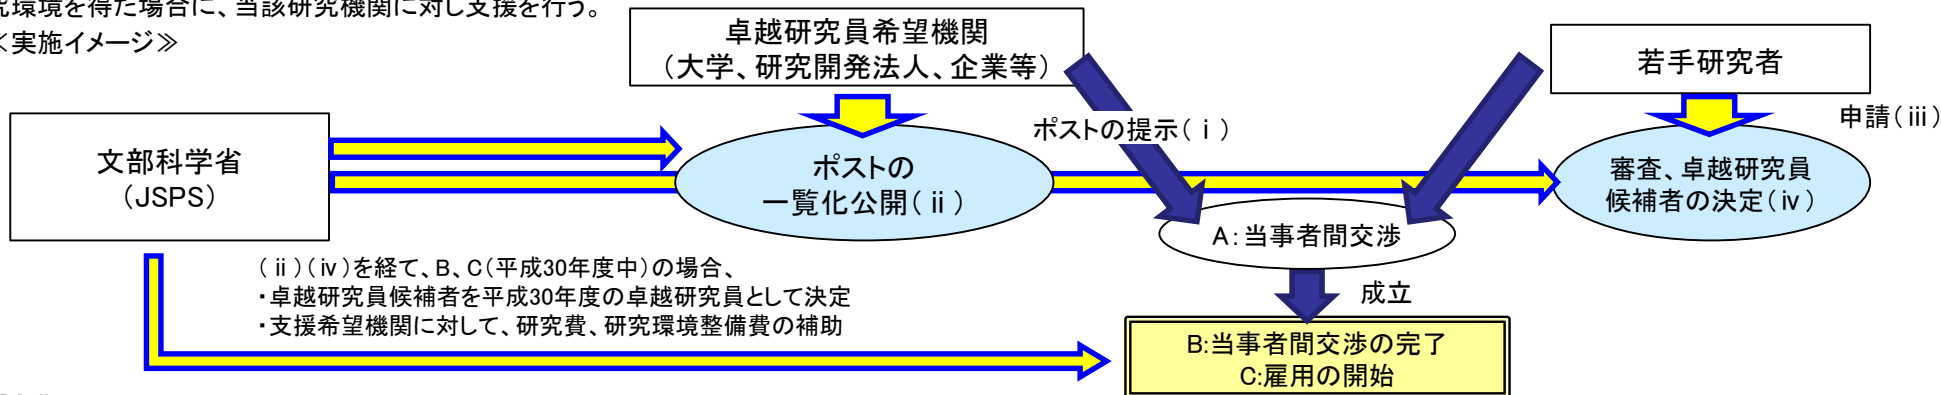 究環境を得た場合に、当該研究機関に対し支援を行う。
≪実施イメージ≫
卓越研究員希望機関
（大学、研究開発法人、企業等）
若手研究者
文部科学省
（JSPS）
ポストの
一覧化公開（ⅱ）
ポストの提示（ⅰ）
申請（ⅲ）
審査、卓越研究員
候補者の決定（ⅳ）
A：当事者間交渉
（ⅱ）（ⅳ）を経て、B、C（平成30年度中）の場合、
・卓越研究員候補者を平成30年度の卓越研究員として決定
・支援希望機関に対して、研究費、研究環境整備費の補助
成立
B:当事者間交渉の完了
C:雇用の開始